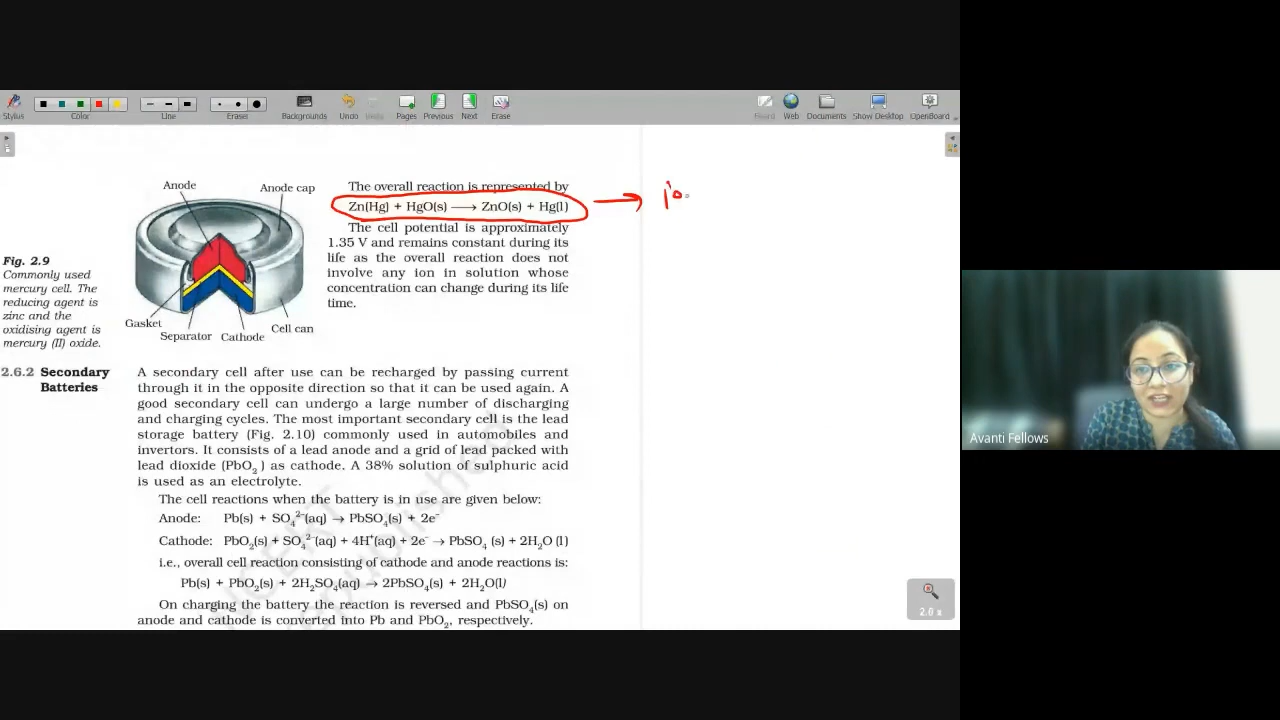 Stylus
Color
Line
Eraser
Backgrounds
Undo
Pages
Previous
Next
Erase
Board
Web
Documents
Show Desktop
OpenBoard
Anode
Anode cap
Gasket
Separator
Cathode
Cell can
Fig. 2.9
Commonly used
mercury cell. The
reducing agent is
zinc and the
oxidising agent is
mercury (II) oxide.
The overall reaction is represented by
Zn(Hg) + HgO(s) ⟶ ZnO(s) + Hg(l)
→ io
The cell potential is approximately
1.35 V and remains constant during its
life as the overall reaction does not
involve any ion in solution whose
concentration can change during its life
time.
2.6.2 Secondary
Batteries
A secondary cell after use can be recharged by passing current
through it in the opposite direction so that it can be used again. A
good secondary cell can undergo a large number of discharging
and charging cycles. The most important secondary cell is the lead
storage battery (Fig. 2.10) commonly used in automobiles and
invertors. It consists of a lead anode and a grid of lead packed with
lead dioxide (PbO₂ ) as cathode. A 38% solution of sulphuric acid
is used as an electrolyte.
The cell reactions when the battery is in use are given below:
Anode: Pb(s) + SO₄²⁻(aq) → PbSO₄(s) + 2e⁻
Cathode: PbO₂(s) + SO₄²⁻(aq) + 4H⁺(aq) + 2e⁻ → PbSO₄ (s) + 2H₂O (l)
i.e., overall cell reaction consisting of cathode and anode reactions is:
Pb(s) + PbO₂(s) + 2H₂SO₄(aq) → 2PbSO₄(s) + 2H₂O(l)
On charging the battery the reaction is reversed and PbSO₄(s) on
anode and cathode is converted into Pb and PbO₂, respectively.
2.0 x
Avanti Fellows